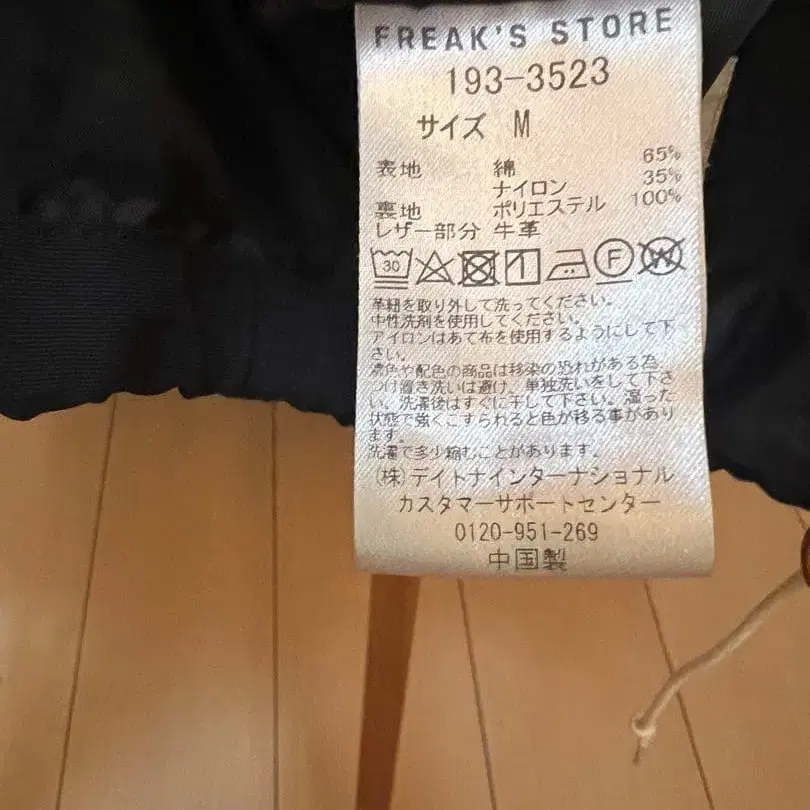 FREAK'S STORE
193-3523
サイズ M
表地 綿 65%
ナイロン 35%
裏地 ポリエステル 100%
レザー部分 牛革
30 F W
革紐を取り外して洗ってください。
中性洗剤を使用してください。
アイロンはあて布を使用するようにして下
さい。
濃色や配色の商品は移染の恐れがある為、
つけ置き洗いは避け、単独洗いをして下さ
い。洗濯後はすぐに干して下さい。湿った
状態で強くこすられると色が移る事があり
ます。
洗濯で多少縮むことがあります。
(株)デイトナインターナショナル
カスタマーサポートセンター
0120-951-269
中国製